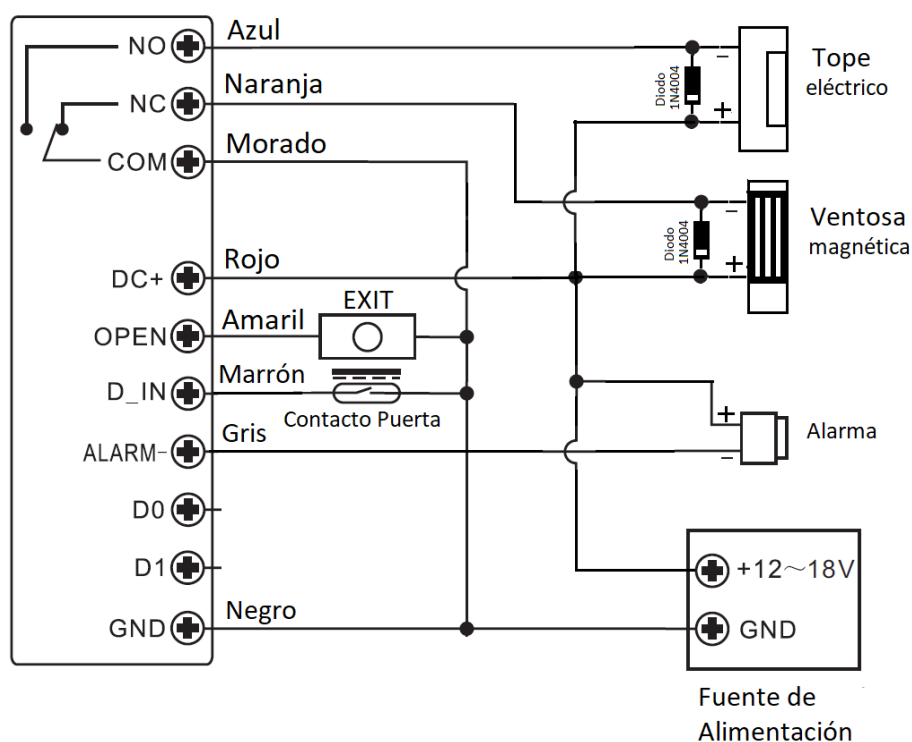 NO
Azul
NC
Naranja
COM
Morado
DC+
Rojo
OPEN
Amaril
EXIT
D_IN
Marrón
Contacto Puerta
ALARM-
Gris
D0
D1
GND
Negro
Diodo
1N4004
−
+
Tope
eléctrico
Diodo
1N4004
−
+
Ventosa
magnética
+
−
Alarma
+12～18V
GND
Fuente de
Alimentación